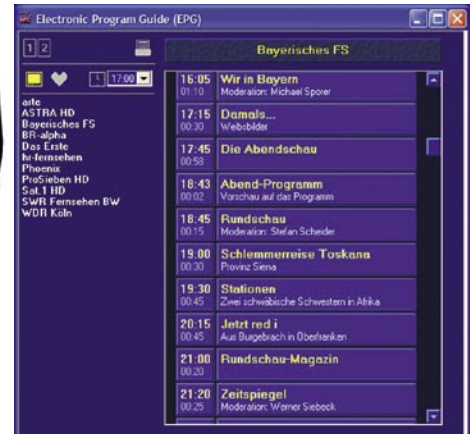 Electronic Program Guide (EPG)
1 2
Bayerisches FS
17:00
arte
ASTRA HD
Bayerisches FS
BR-alpha
Das Erste
hr-fernsehen
Phoenix
ProSieben HD
Sat.1 HD
SWR Fernsehen BW
WDR Köln
16:05 Wir in Bayern
01:10 Moderation: Michael Sporer
17:15 Damals...
00:30 Weibsbilder
17:45 Die Abendschau
00:58
18:43 Abend-Programm
00:02 Vorschau auf das Programm
18:45 Rundschau
00:15 Moderation: Stefan Scheider
19:00 Schlemmerreise Toskana
00:30 Provinz Siena
19:30 Stationen
00:45 Zwei schwäbische Schwestern in Afrika
20:15 Jetzt red i
00:45 Aus Burgebrach in Oberfranken
21:00 Rundschau-Magazin
00:20
21:20 Zeitspiegel
00:25 Moderation: Werner Siebeck